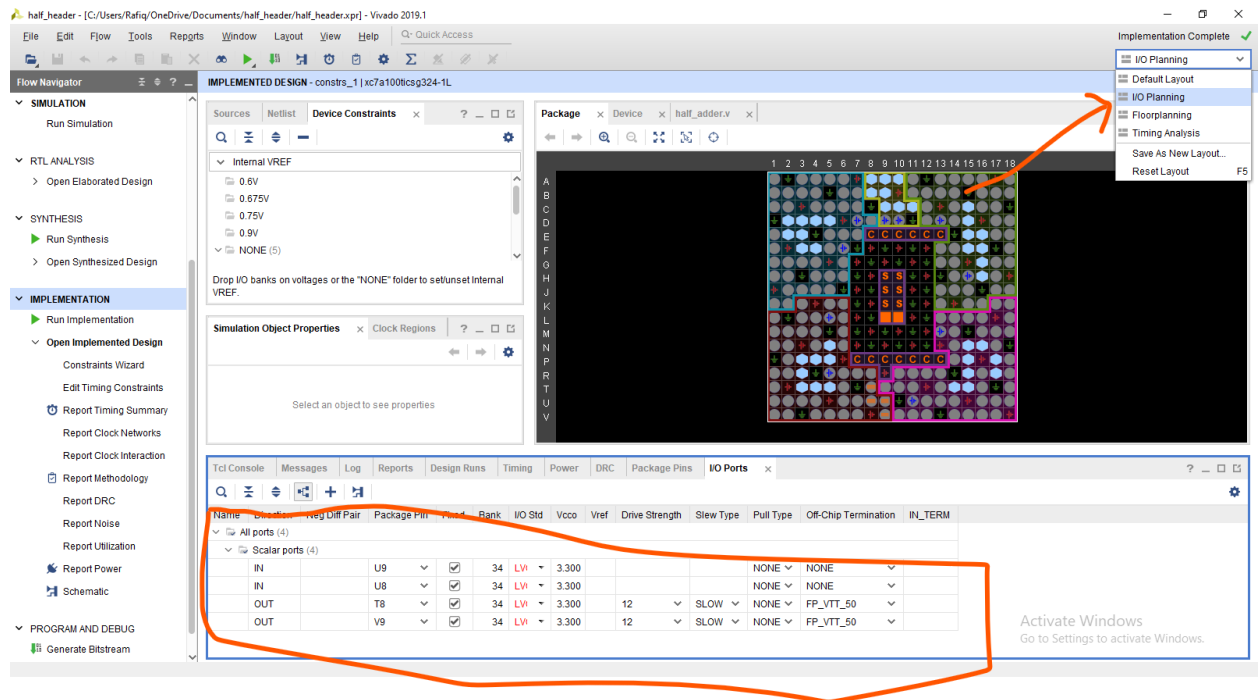 half_header - [C:/Users/Rafiq/OneDrive/Documents/half_header/half_header.xpr] - Vivado 2019.1
File Edit Flow Tools Reports Window Layout View Help Q- Quick Access Implementation Complete
I/O Planning
Default Layout
I/O Planning
Floorplanning
Timing Analysis
Save As New Layout...
Reset Layout F5
Flow Navigator
SIMULATION
Run Simulation
RTL ANALYSIS
Open Elaborated Design
SYNTHESIS
Run Synthesis
Open Synthesized Design
IMPLEMENTATION
Run Implementation
Open Implemented Design
Constraints Wizard
Edit Timing Constraints
Report Timing Summary
Report Clock Networks
Report Clock Interaction
Report Methodology
Report DRC
Report Noise
Report Utilization
Report Power
Schematic
PROGRAM AND DEBUG
Generate Bitstream
IMPLEMENTED DESIGN - constrs_1 | xc7a100ticsg324-1L
Sources Netlist Device Constraints
Internal VREF
0.6V
0.675V
0.75V
0.9V
NONE (5)
Drop I/O banks on voltages or the "NONE" folder to set/unset Internal
VREF.
Simulation Object Properties Clock Regions
Select an object to see properties
Package Device half_adder.v
1 2 3 4 5 6 7 8 9 10 11 12 13 14 15 16 17 18
A
B
C
D
E C C C C C C
F
G
H S S
J S S
K S S
L
M
N
P C C C C C C C
R
T
U
V
Tcl Console Messages Log Reports Design Runs Timing Power DRC Package Pins I/O Ports
Name Direction Neg Diff Pair Package Pin Fixed Bank I/O Std Vcco Vref Drive Strength Slew Type Pull Type Off-Chip Termination IN_TERM
All ports (4)
Scalar ports (4)
IN U9 34 LV 3.300 NONE NONE
IN U8 34 LV 3.300 NONE NONE
OUT T8 34 LV 3.300 12 SLOW NONE FP_VTT_50
OUT V9 34 LV 3.300 12 SLOW NONE FP_VTT_50
Activate Windows
Go to Settings to activate Windows.